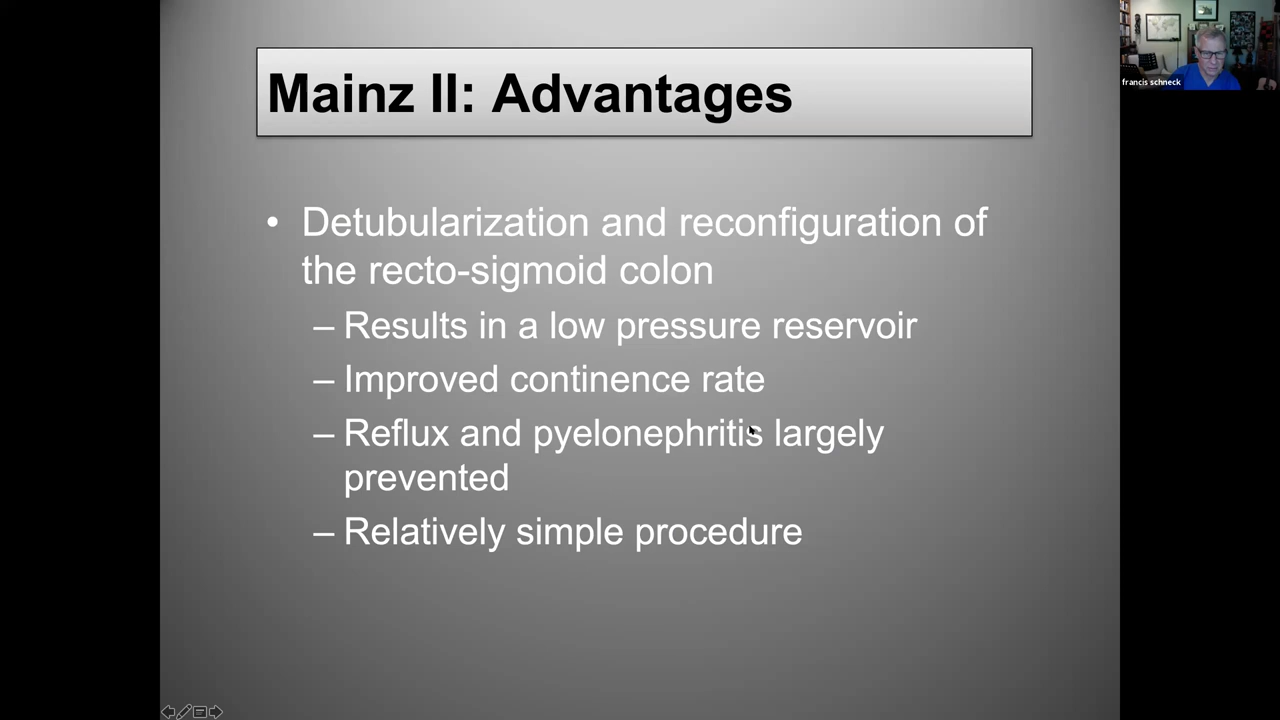 francis schneck
Mainz II: Advantages
• Detubularization and reconfiguration of
the recto-sigmoid colon
– Results in a low pressure reservoir
– Improved continence rate
– Reflux and pyelonephritis largely
prevented
– Relatively simple procedure